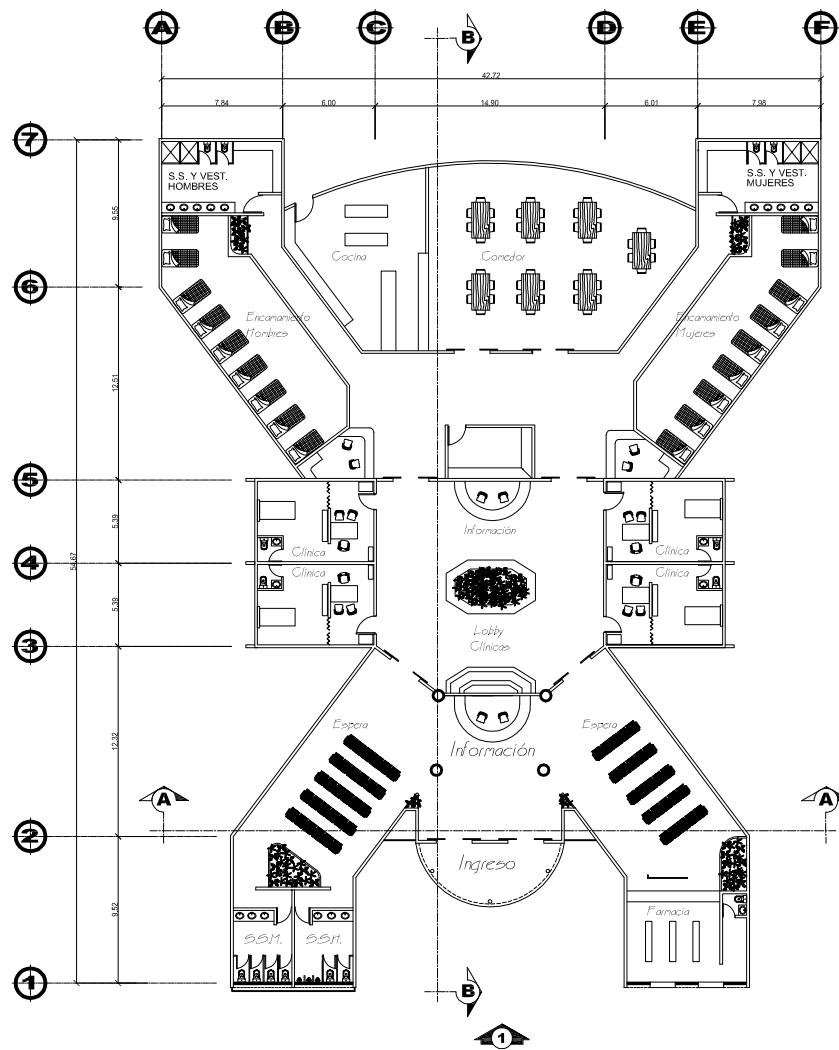 A B C D E F
B
42.72
7.84 6.00 14.90 6.01 7.98
7
S.S. Y VEST.
HOMBRES
S.S. Y VEST.
MUJERES
9.55
Cocina
Comedor
6
Encamamiento
Hombres
Encamamiento
Mujeres
12.51
5
Información
5.39
Clínica
Clínica
4
54.67
Clínica
Clínica
5.39
Lobby
Clínicas
3
Espera
Espera
Información
12.32
A
A
2
Ingreso
9.52
Farmacia
S.S.H.
S.S.M.
1
B
1